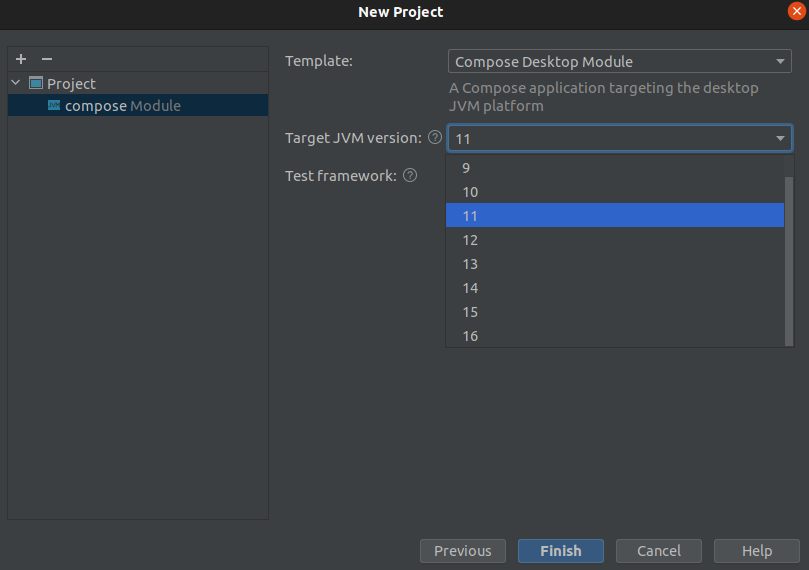 New Project
Project
compose Module
Template:
Compose Desktop Module
A Compose application targeting the desktop
JVM platform
Target JVM version:
11
Test framework:
9
10
11
12
13
14
15
16
Previous
Finish
Cancel
Help